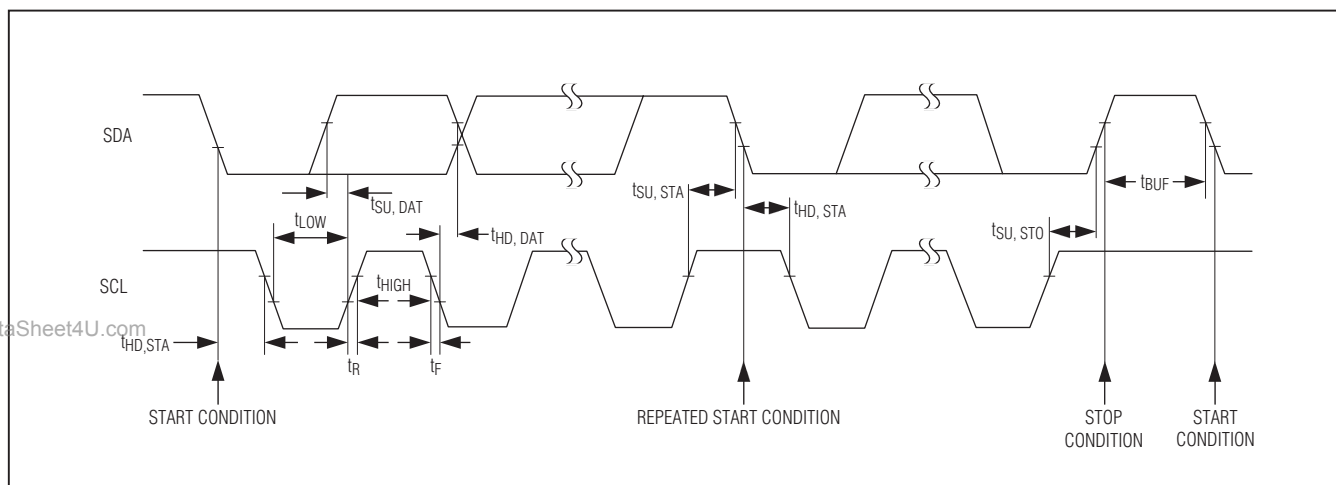 SDA
tSU, DAT
tLOW
tHD, DAT
tSU, STA
tHD, STA
tBUF
tSU, STO
SCL
tHIGH
taSheet4U.com
tHD,STA
tR
tF
START CONDITION
REPEATED START CONDITION
STOP
CONDITION
START
CONDITION